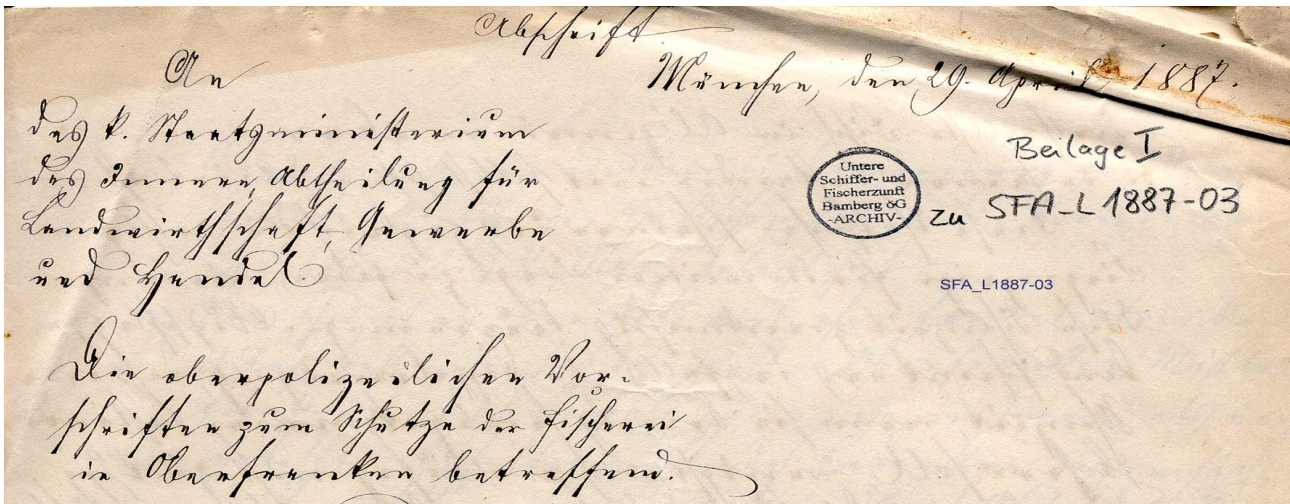 Abschrift
An
München, den 29. April 1887.
das k. Staatsministerium
des Innern, Abtheilung für
Landwirthschaft, Gewerbe
und Handel.
Beilage I
zu SFA_L 1887-03
Untere
Schiffer- und
Fischerzunft
Bamberg öG
-ARCHIV-
SFA_L1887-03
Die oberpolizeilichen Vor-
schriften zum Schutze der Fischerei
in Oberfranken betreffend.